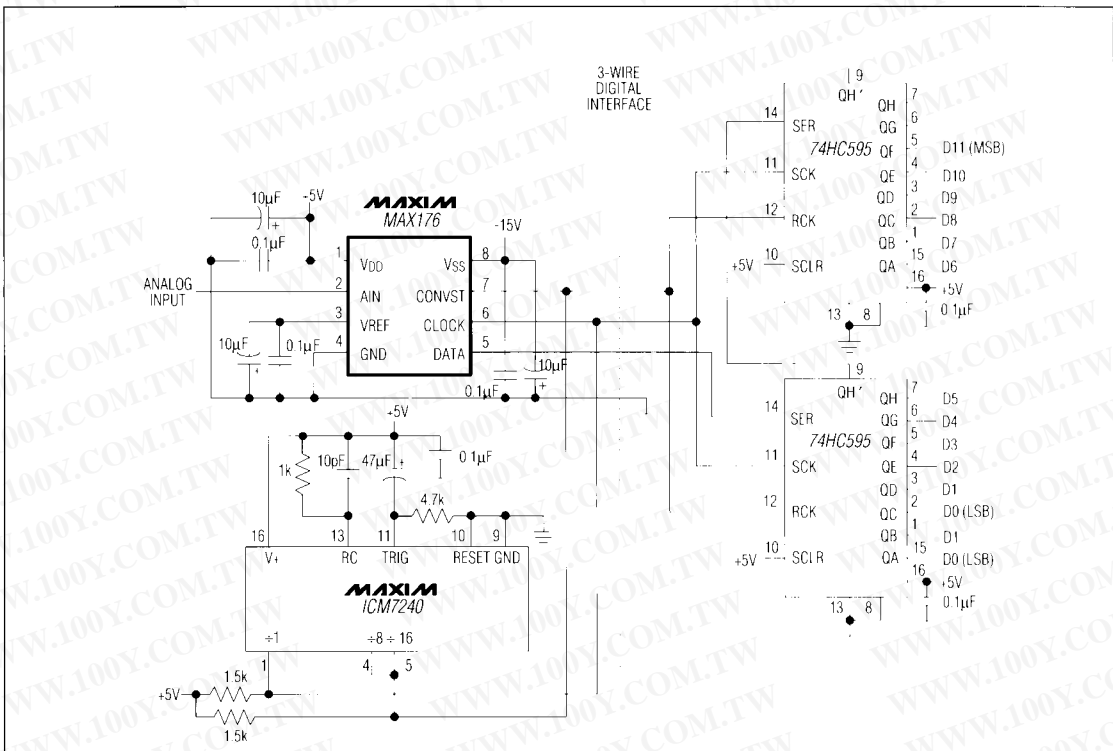 3-WIRE
DIGITAL
INTERFACE
9
QH'
14 SER
11 SCK
12 RCK
+5V 10 SCLR
74HC595
QH 7
QG 6
QF 5 D11 (MSB)
QE 4 D10
QD 3 D9
QC 2 D8
QB 1 D7
QA 15 D6
16 +5V
0.1µF
13 8
10µF
-5V
+
0.1µF
MAXIM
MAX176
-15V
ANALOG
INPUT
1 VDD
2 AIN
3 VREF
4 GND
VSS 8
CONVST 7
CLOCK 6
DATA 5
10µF
+
0.1µF
0.1µF
10µF
+
9
QH'
14 SER
11 SCK
12 RCK
+5V 10 SCLR
74HC595
QH 7 D5
QG 6 D4
QF 5 D3
QE 4 D2
QD 3 D1
QC 2 D0 (LSB)
QB 1 D1
QA 15 D0 (LSB)
16 +5V
0.1µF
13 8
+5V
1k
10pF
47µF
+
0.1µF
4.7k
16 13 11 10 9
V+ RC TRIG RESET GND
MAXIM
ICM7240
÷1 ÷8 ÷16
1 4 5
+5V
1.5k
1.5k
WWW.100Y.COM.TW